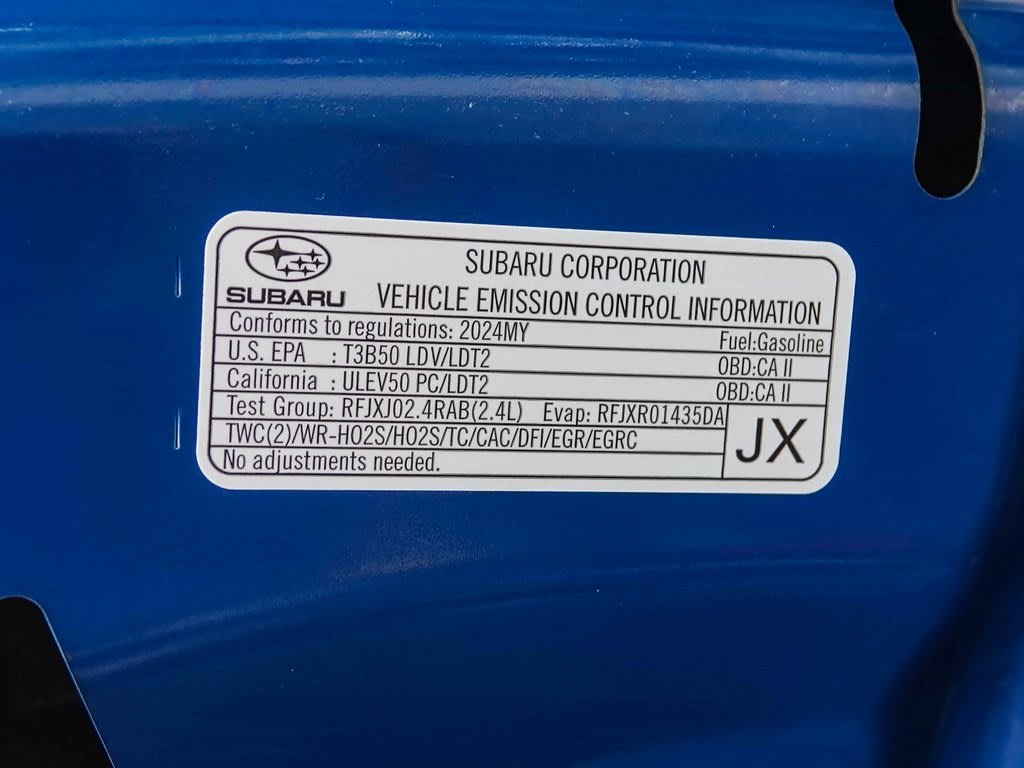 SUBARU CORPORATION
SUBARU VEHICLE EMISSION CONTROL INFORMATION
Conforms to regulations: 2024MY Fuel:Gasoline
U.S. EPA : T3B50 LDV/LDT2 OBD:CA II
California : ULEV50 PC/LDT2 OBD:CA II
Test Group: RFJXJ02.4RAB(2.4L) Evap: RFJXR01435DA
TWC(2)/WR-HO2S/HO2S/TC/CAC/DFI/EGR/EGRC
JX
No adjustments needed.